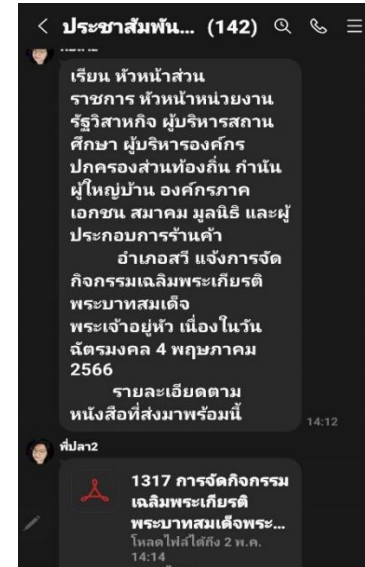 ประชาสัมพัน... (142)
เรียน หัวหน้าส่วน
ราชการ หัวหน้าหน่วยงาน
รัฐวิสาหกิจ ผู้บริหารสถาน
ศึกษา ผู้บริหารองค์กร
ปกครองส่วนท้องถิ่น กำนัน
ผู้ใหญ่บ้าน องค์กรภาค
เอกชน สมาคม มูลนิธิ และผู้
ประกอบการร้านค้า
อำเภอสวี แจ้งการจัด
กิจกรรมเฉลิมพระเกียรติ
พระบาทสมเด็จ
พระเจ้าอยู่หัว เนื่องในวัน
ฉัตรมงคล 4 พฤษภาคม
2566
รายละเอียดตาม
หนังสือที่ส่งมาพร้อมนี้
14:12
พี่ปลา2
1317 การจัดกิจกรรม
เฉลิมพระเกียรติ
พระบาทสมเด็จพระ...
โหลดไฟล์ได้ถึง 2 พ.ค.
14:14